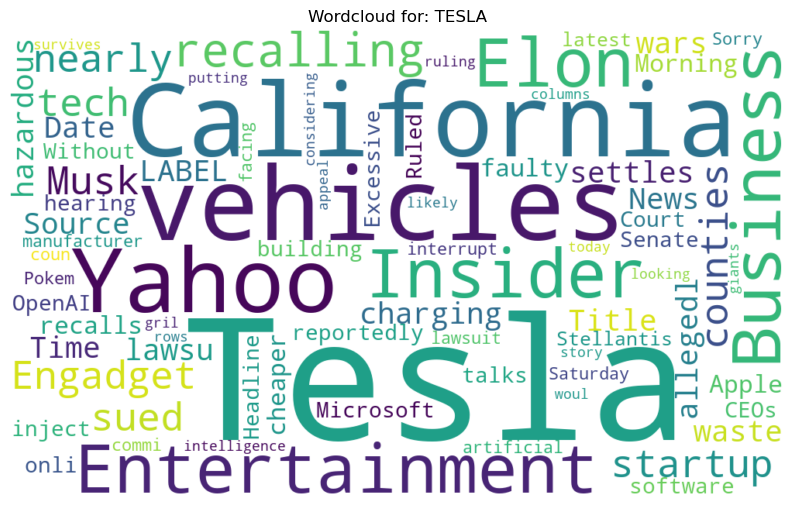 Wordcloud for: TESLA
survives
nearly
recalling
putting
ruling
Elon
latest
wars
Sorry
Morning
hazardous
tech
California
columns
Business
Date
Without
LABEL
facing
considering
appeal
Excessive
Ruled
faulty
settles
Musk
hearing
vehicles
likely
News
counties
Source
Court
Senate
manufacturer
coun
building
interrupt
today
giants
Pokem
Yahoo
Insider
looking
OpenAI
charging
Title
allegedl
recalls
gril
reportedly
lawsuit
Stellantis
Time
rows
lawsu
Headline
cheaper
Tesla
story
Engadget
talks
Saturday
Apple
woul
CEOs
sued
Microsoft
inject
commi
intelligence
artificial
waste
onli
Entertainment
startup
software